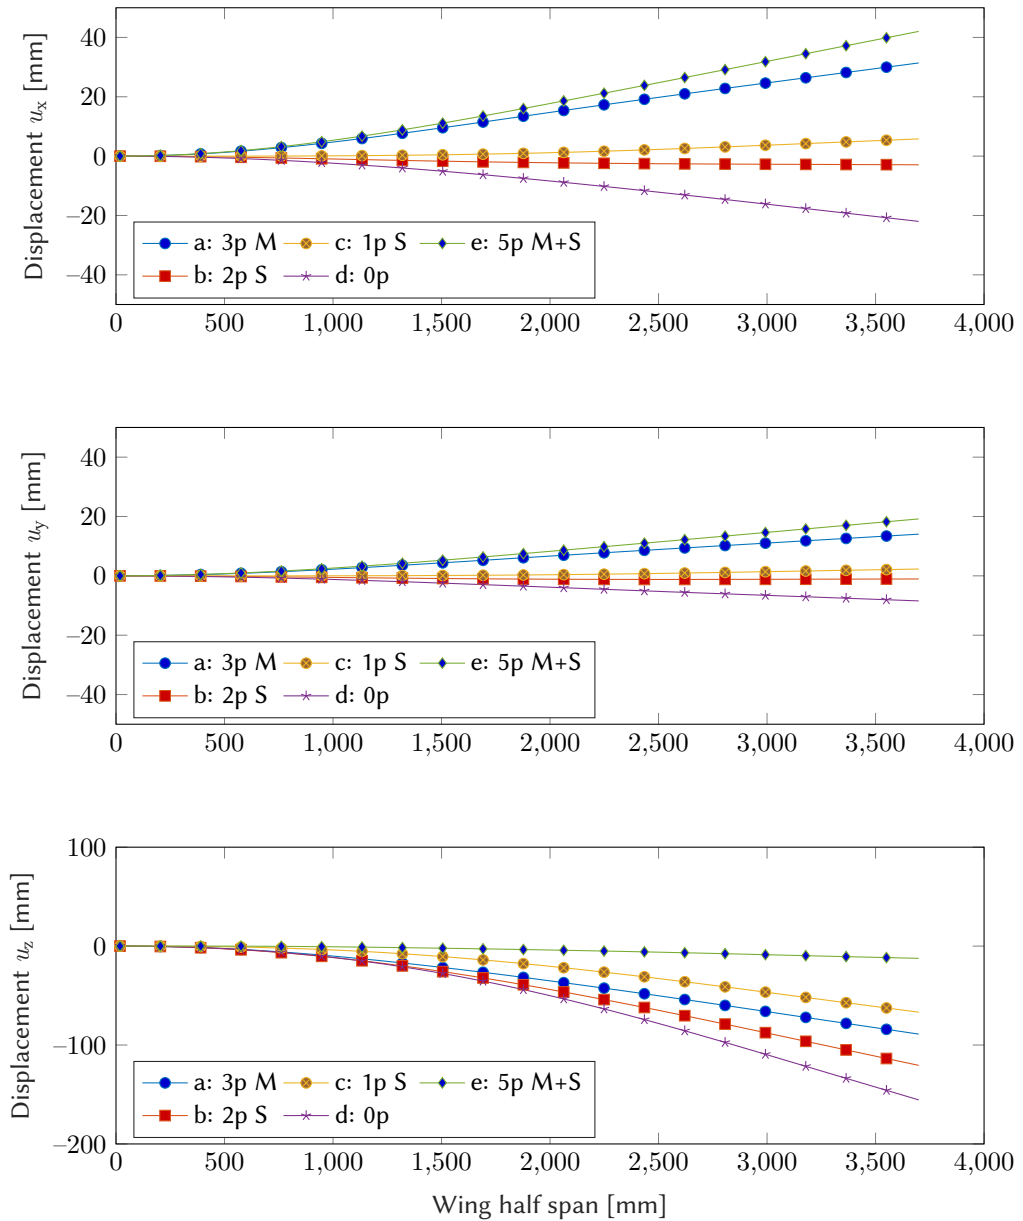 Displacement uₓ [mm]
40
20
0
−20
−40
a: 3p M c: 1p S e: 5p M+S
b: 2p S d: 0p
0 500 1,000 1,500 2,000 2,500 3,000 3,500 4,000
Displacement u_y [mm]
40
20
0
−20
−40
a: 3p M c: 1p S e: 5p M+S
b: 2p S d: 0p
0 500 1,000 1,500 2,000 2,500 3,000 3,500 4,000
Displacement u_z [mm]
100
0
−100
−200
a: 3p M c: 1p S e: 5p M+S
b: 2p S d: 0p
0 500 1,000 1,500 2,000 2,500 3,000 3,500 4,000
Wing half span [mm]